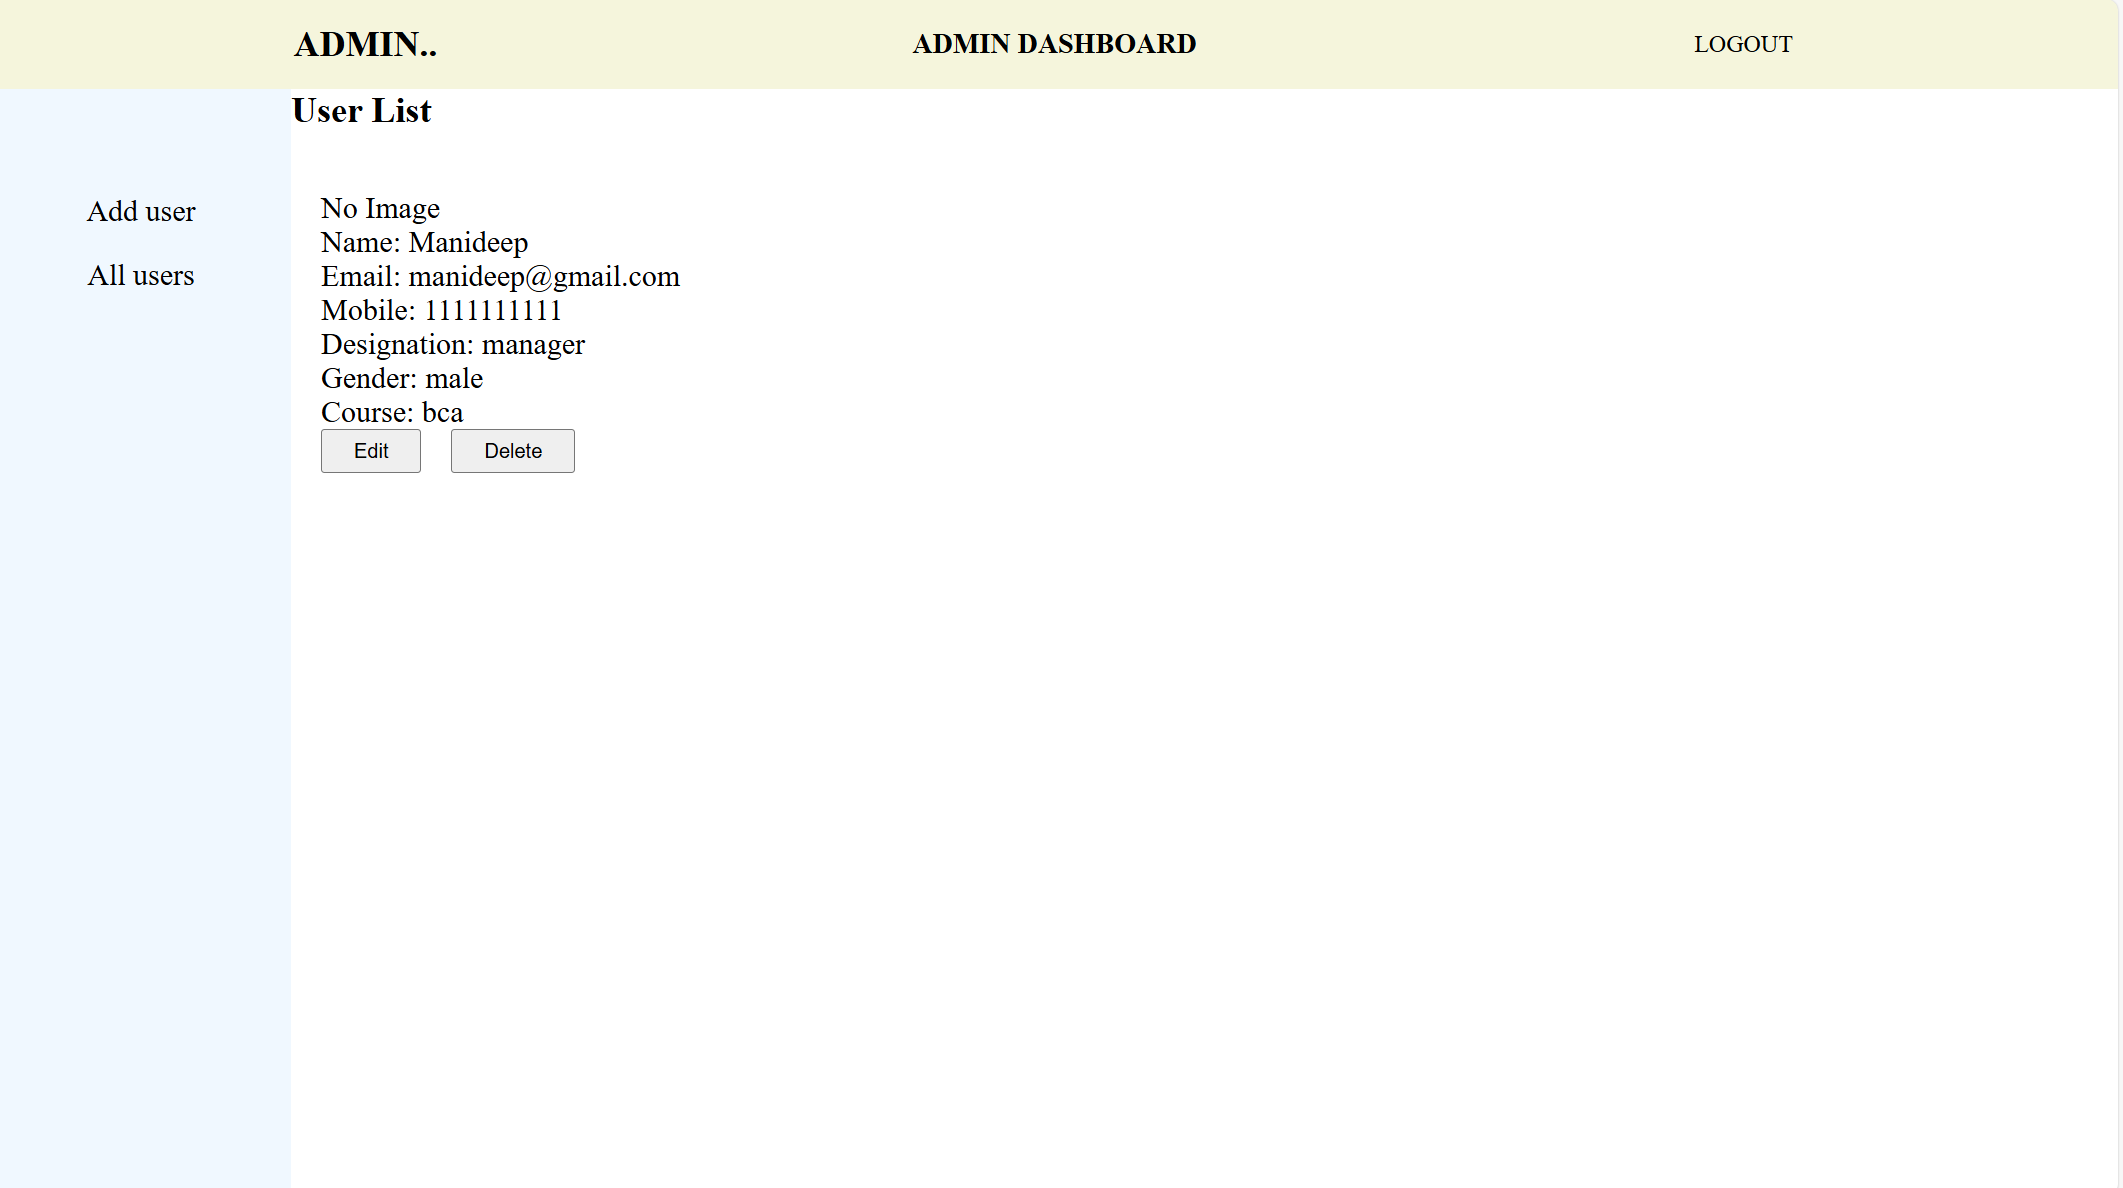 ADMIN..
ADMIN DASHBOARD
LOGOUT
User List
Add user
All users
No Image
Name: Manideep
Email: manideep@gmail.com
Mobile: 1111111111
Designation: manager
Gender: male
Course: bca
Edit
Delete